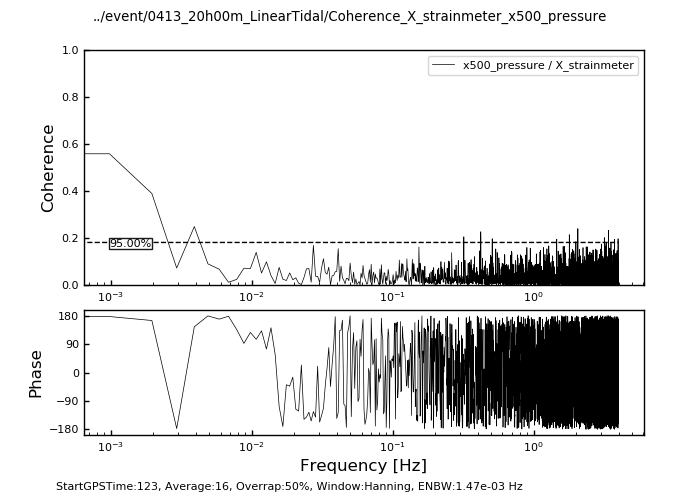 ../event/0413_20h00m_LinearTidal/Coherence_X_strainmeter_x500_pressure
1.0
x500_pressure / X_strainmeter
0.8
0.6
Coherence
0.4
0.2
95.00%
0.0
10⁻³ 10⁻² 10⁻¹ 10⁰
180
90
Phase
0
−90
−180
10⁻³ 10⁻² 10⁻¹ 10⁰
Frequency [Hz]
StartGPSTime:123, Average:16, Overrap:50%, Window:Hanning, ENBW:1.47e-03 Hz